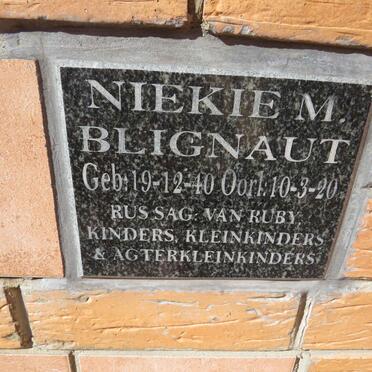 NIEKIE M.
BLIGNAUT
Geb:19-12-40 Oorl:10-3-20
RUS SAG. VAN RUBY,
KINDERS, KLEINKINDERS
& AGTERKLEINKINDERS